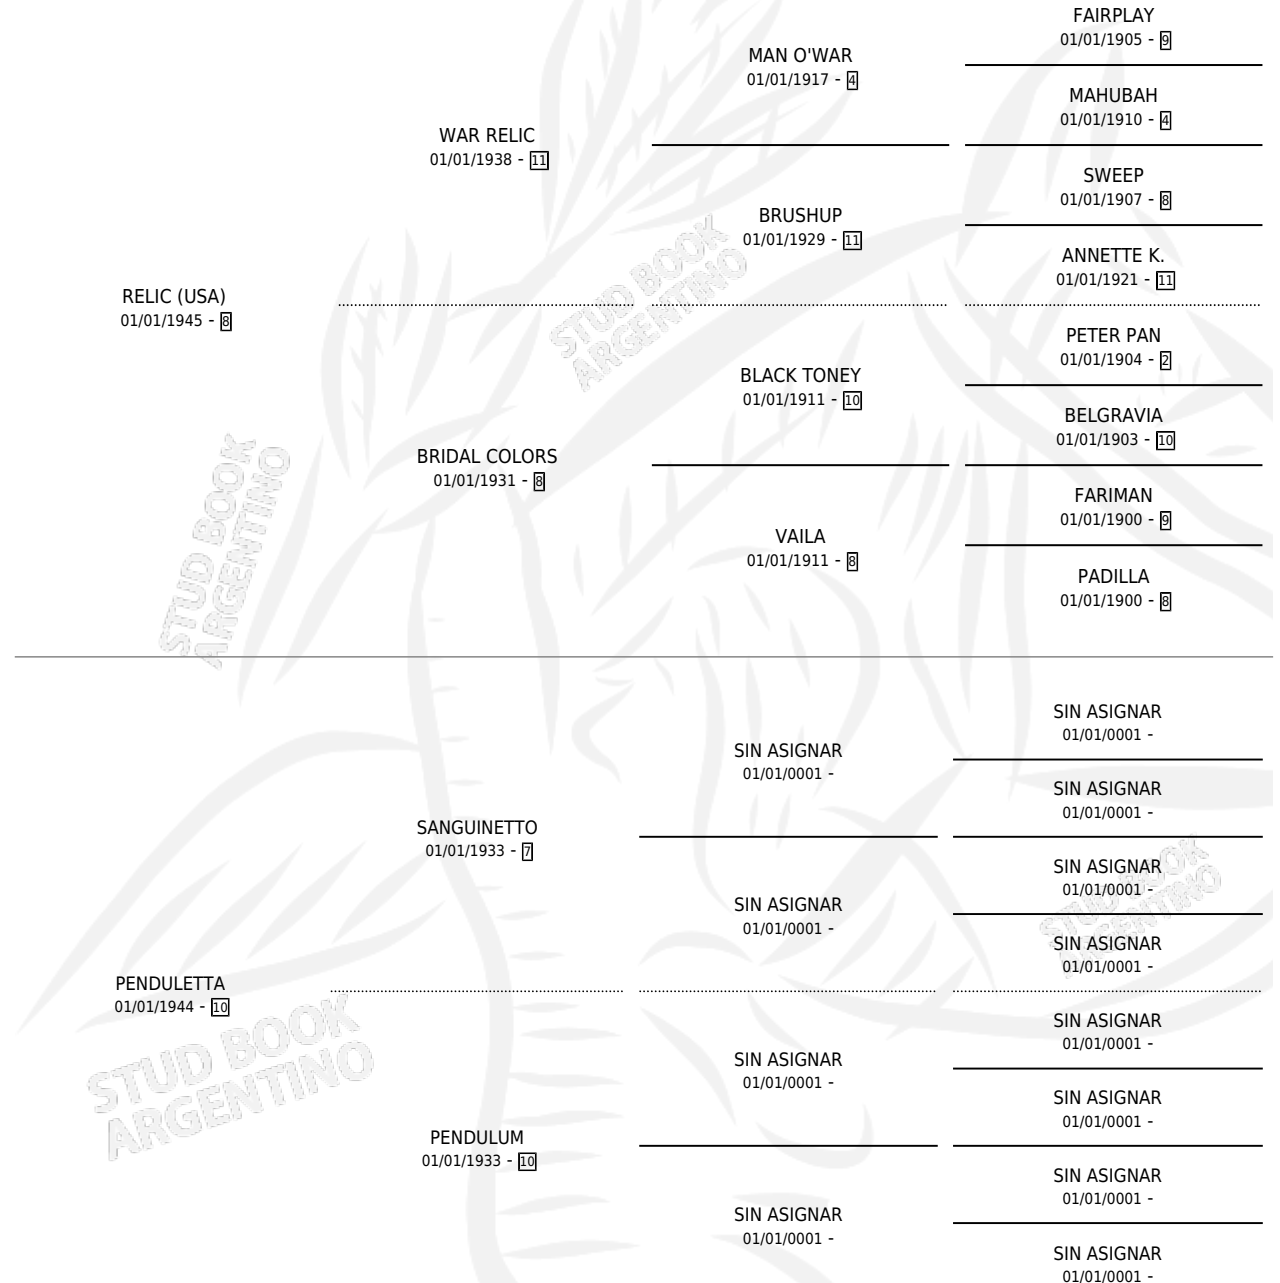 FAIRPLAY
01/01/1905 - 9
MAN O'WAR
01/01/1917 - 4
MAHUBAH
01/01/1910 - 4
WAR RELIC
01/01/1938 - 11
SWEEP
01/01/1907 - 8
BRUSHUP
01/01/1929 - 11
ANNETTE K.
01/01/1921 - 11
RELIC (USA)
01/01/1945 - 8
PETER PAN
01/01/1904 - 2
BLACK TONEY
01/01/1911 - 10
BELGRAVIA
01/01/1903 - 10
BRIDAL COLORS
01/01/1931 - 8
FARIMAN
01/01/1900 - 9
VAILA
01/01/1911 - 8
PADILLA
01/01/1900 - 8
SIN ASIGNAR
01/01/0001 -
SIN ASIGNAR
01/01/0001 -
SIN ASIGNAR
01/01/0001 -
SANGUINETTO
01/01/1933 - 7
SIN ASIGNAR
01/01/0001 -
SIN ASIGNAR
01/01/0001 -
SIN ASIGNAR
01/01/0001 -
PENDULETTA
01/01/1944 - 10
SIN ASIGNAR
01/01/0001 -
SIN ASIGNAR
01/01/0001 -
SIN ASIGNAR
01/01/0001 -
PENDULUM
01/01/1933 - 10
SIN ASIGNAR
01/01/0001 -
SIN ASIGNAR
01/01/0001 -
SIN ASIGNAR
01/01/0001 -
STUD BOOK
ARGENTINO
STUD BOOK
ARGENTINO
STUD BOOK
ARGENTINO
STUD BOOK
ARGENTINO